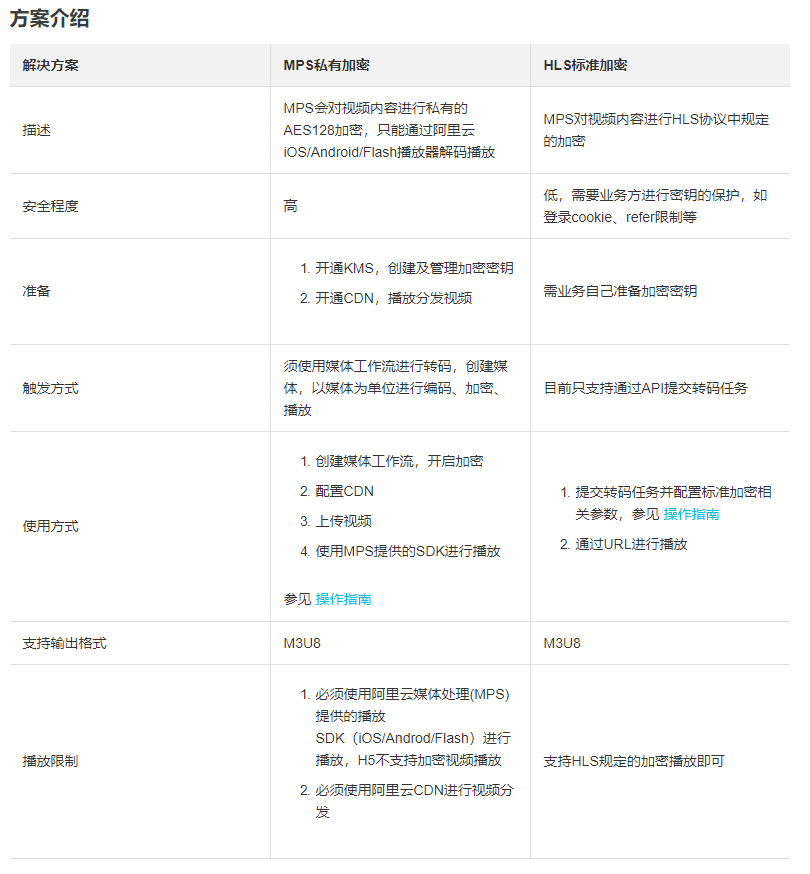 方案介绍
解决方案
MPS私有加密
HLS标准加密
描述
MPS会对视频内容进行私有的
AES128加密，只能通过阿里云
iOS/Android/Flash播放器解码播放
MPS对视频内容进行HLS协议中规定
的加密
安全程度
高
低，需要业务方进行密钥的保护，如
登录cookie、refer限制等
准备
1. 开通KMS，创建及管理加密密钥
2. 开通CDN，播放分发视频
需业务自己准备加密密钥
触发方式
须使用媒体工作流进行转码，创建媒
体，以媒体为单位进行编码、加密、
播放
目前只支持通过API提交转码任务
使用方式
1. 创建媒体工作流，开启加密
2. 配置CDN
3. 上传视频
4. 使用MPS提供的SDK进行播放
参见 操作指南
1. 提交转码任务并配置标准加密相
关参数，参见 操作指南
2. 通过URL进行播放
支持输出格式
M3U8
M3U8
播放限制
1. 必须使用阿里云媒体处理(MPS)
提供的播放
SDK（iOS/Androd/Flash）进行
播放，H5不支持加密视频播放
2. 必须使用阿里云CDN进行视频分
发
支持HLS规定的加密播放即可